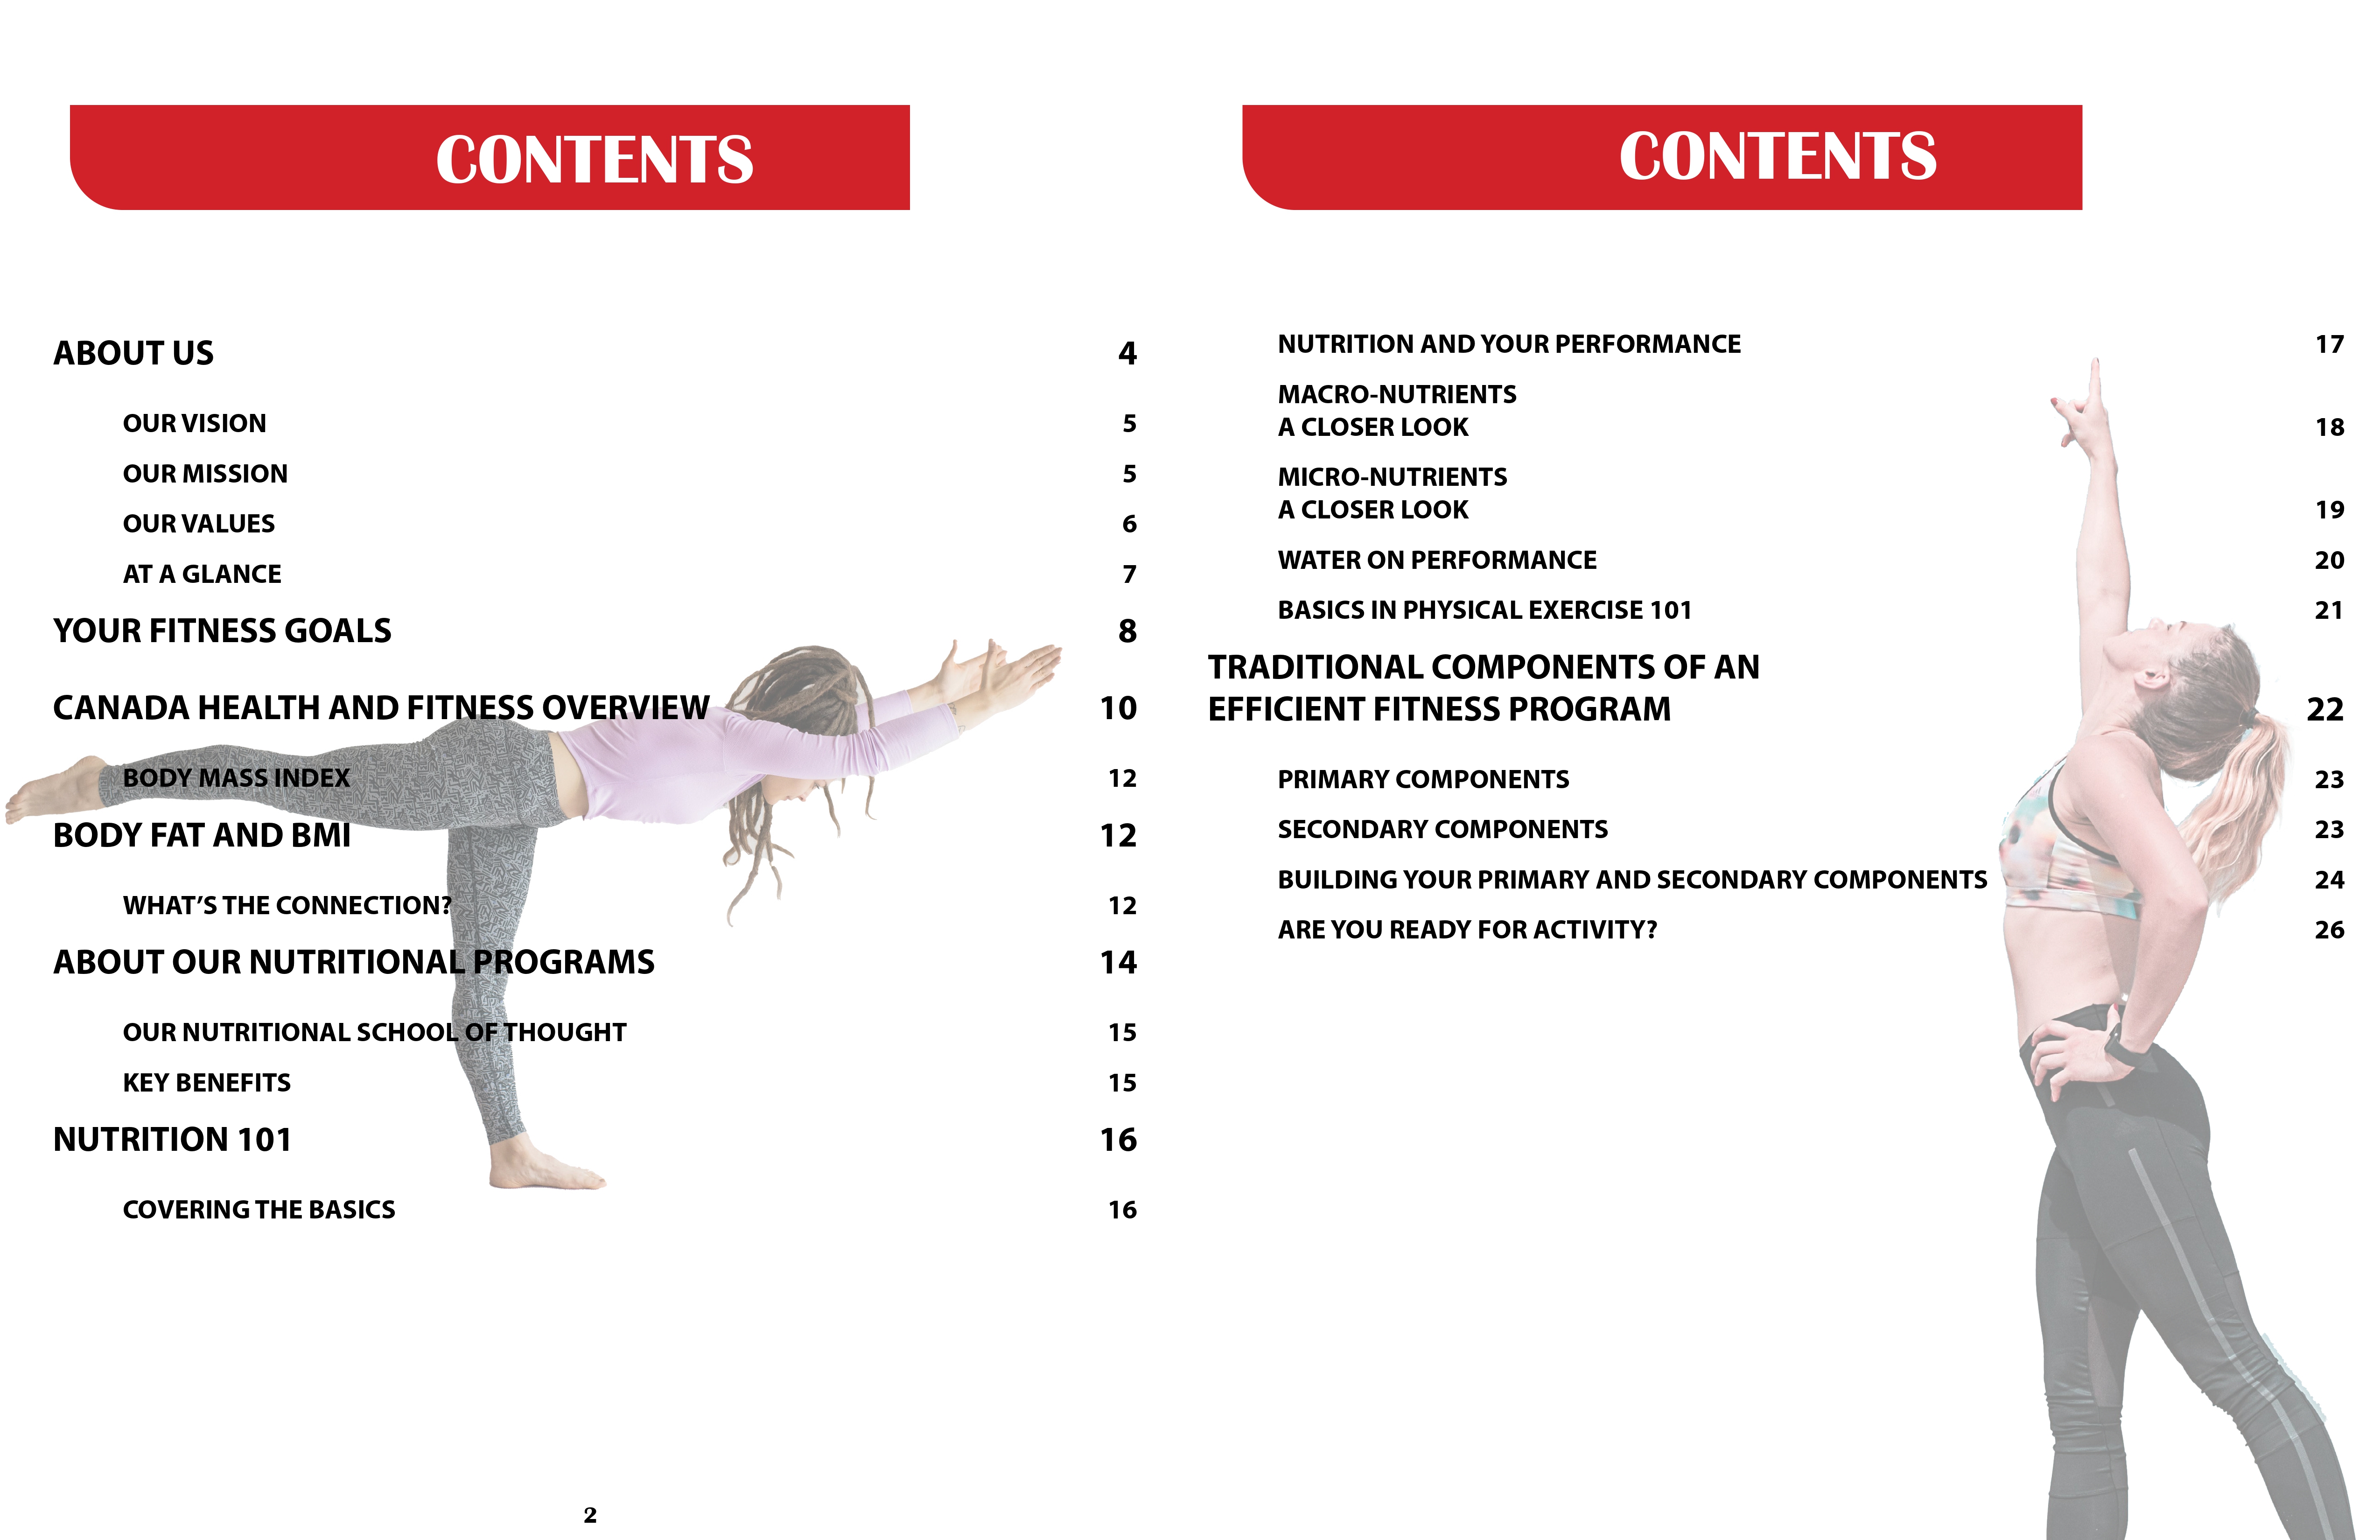 CONTENTS
ABOUT US 4
OUR VISION 5
OUR MISSION 5
OUR VALUES 6
AT A GLANCE 7
YOUR FITNESS GOALS 8
CANADA HEALTH AND FITNESS OVERVIEW 10
BODY MASS INDEX 12
BODY FAT AND BMI 12
WHAT’S THE CONNECTION? 12
ABOUT OUR NUTRITIONAL PROGRAMS 14
OUR NUTRITIONAL SCHOOL OF THOUGHT 15
KEY BENEFITS 15
NUTRITION 101 16
COVERING THE BASICS 16
2
CONTENTS
NUTRITION AND YOUR PERFORMANCE 17
MACRO-NUTRIENTS
A CLOSER LOOK 18
MICRO-NUTRIENTS
A CLOSER LOOK 19
WATER ON PERFORMANCE 20
BASICS IN PHYSICAL EXERCISE 101 21
TRADITIONAL COMPONENTS OF AN
EFFICIENT FITNESS PROGRAM 22
PRIMARY COMPONENTS 23
SECONDARY COMPONENTS 23
BUILDING YOUR PRIMARY AND SECONDARY COMPONENTS 24
ARE YOU READY FOR ACTIVITY? 26